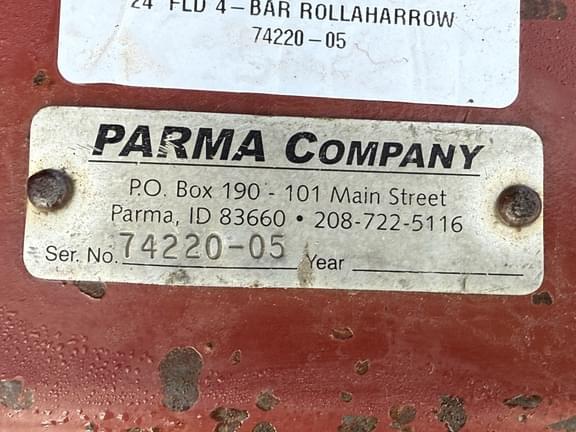 24' FLD 4-BAR ROLLAHARROW
74220-05
PARMA COMPANY
P.O. Box 190 - 101 Main Street
Parma, ID 83660 • 208-722-5116
Ser. No. 74220-05 Year